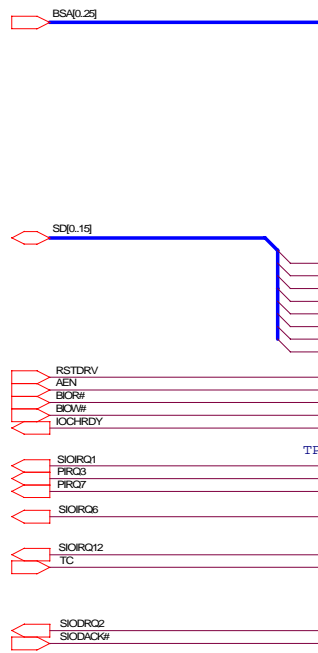 BSA[0..25]
SD[0..15]
RSTDRV
AEN
BIOR#
BIOW#
IOCHRDY
TP
SIOIRQ1
PIRQ3
PIRQ7
SIOIRQ6
SIOIRQ12
TC
SIODRQ2
SIODACK#